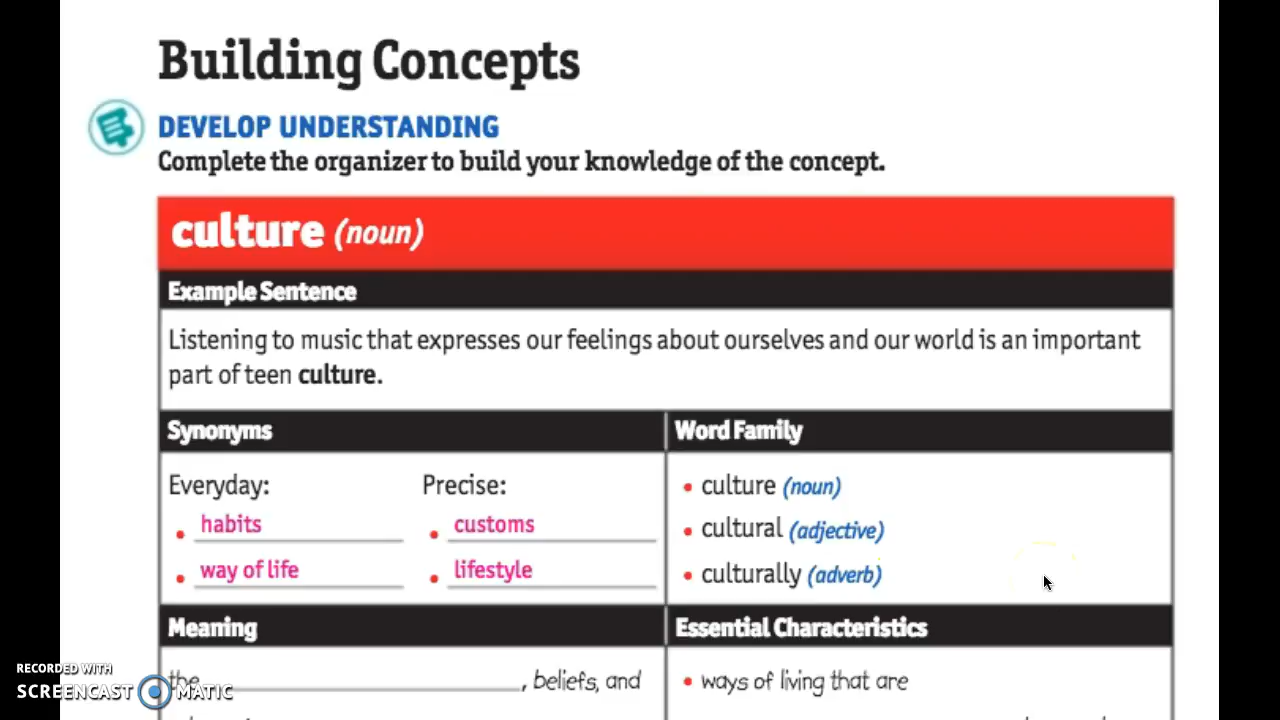 Building Concepts
DEVELOP UNDERSTANDING
Complete the organizer to build your knowledge of the concept.
culture (noun)
Example Sentence
Listening to music that expresses our feelings about ourselves and our world is an important
part of teen culture.
Synonyms
Word Family
Everyday:
Precise:
• habits
• customs
• way of life
• lifestyle
• culture (noun)
• cultural (adjective)
• culturally (adverb)
Meaning
Essential Characteristics
the ____________________, beliefs, and
• ways of living that are
RECORDED WITH
SCREENCAST MATIC